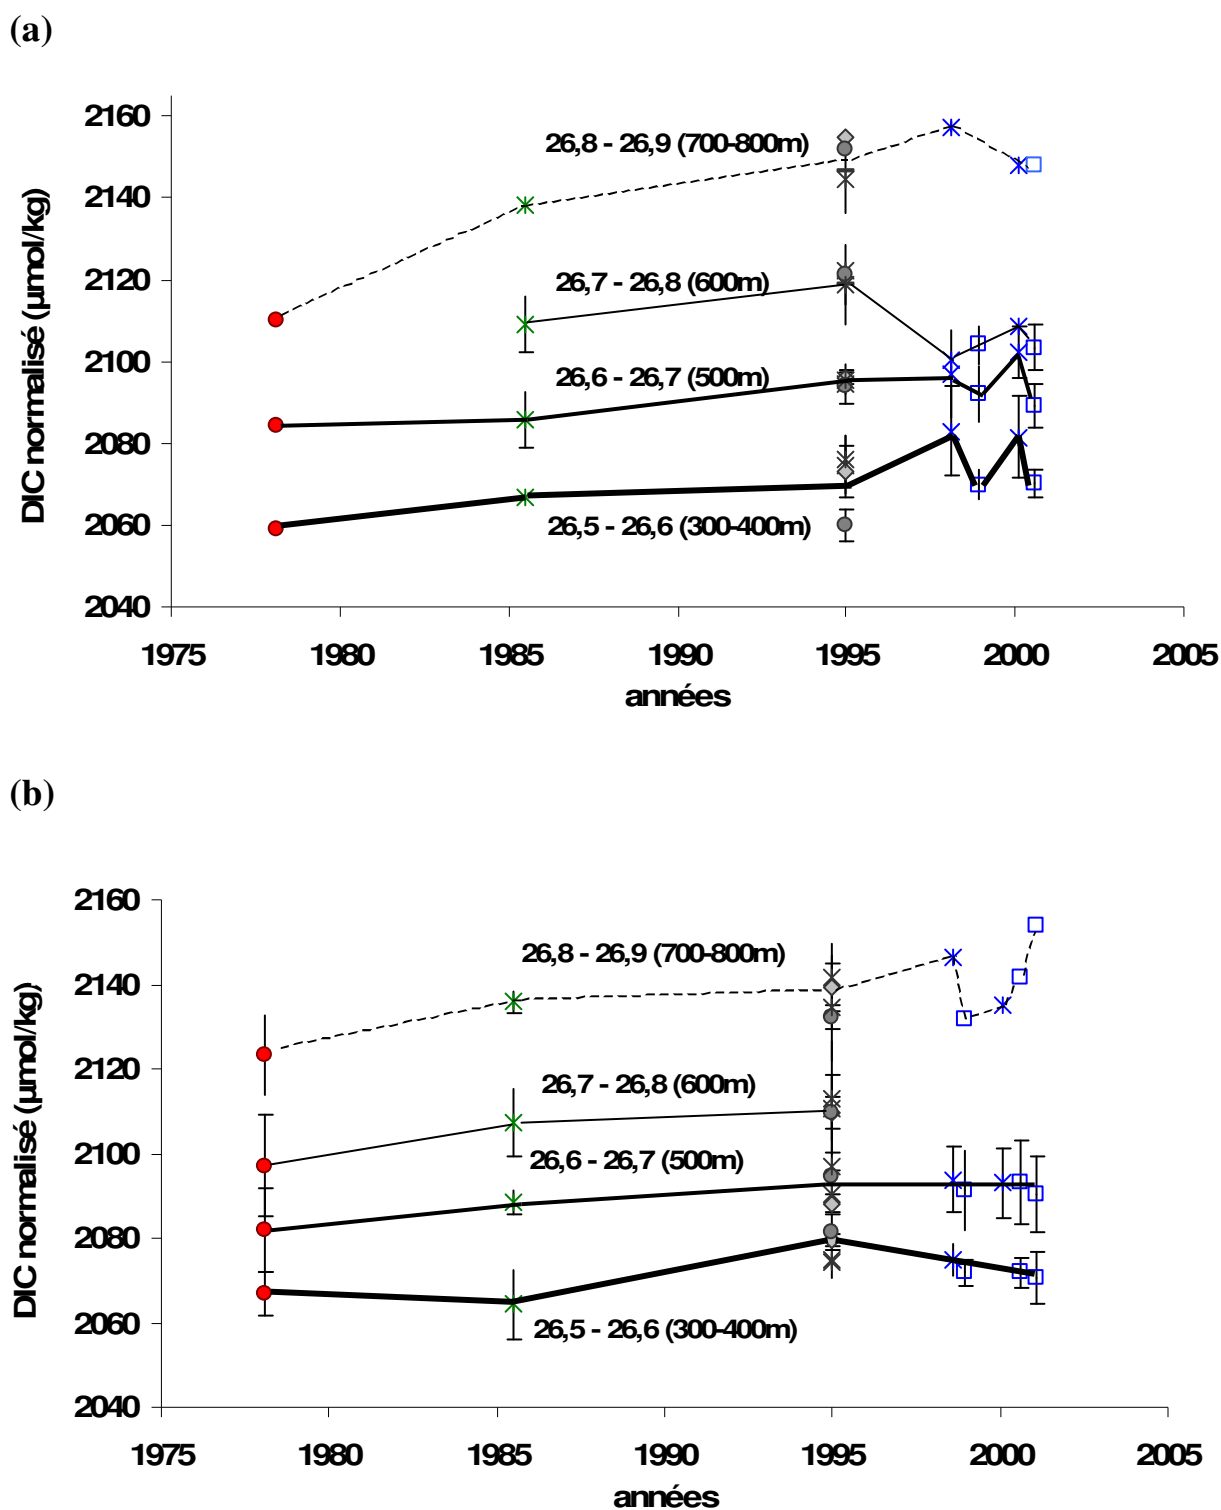 (a)
2160
2140
2120
2100
2080
2060
2040
DIC normalisé (µmol/kg)
26,8 - 26,9 (700-800m)
26,7 - 26,8 (600m)
26,6 - 26,7 (500m)
26,5 - 26,6 (300-400m)
1975 1980 1985 1990 1995 2000 2005
années
(b)
2160
2140
2120
2100
2080
2060
2040
DIC normalisé (µmol/kg)
26,8 - 26,9 (700-800m)
26,7 - 26,8 (600m)
26,6 - 26,7 (500m)
26,5 - 26,6 (300-400m)
1975 1980 1985 1990 1995 2000 2005
années